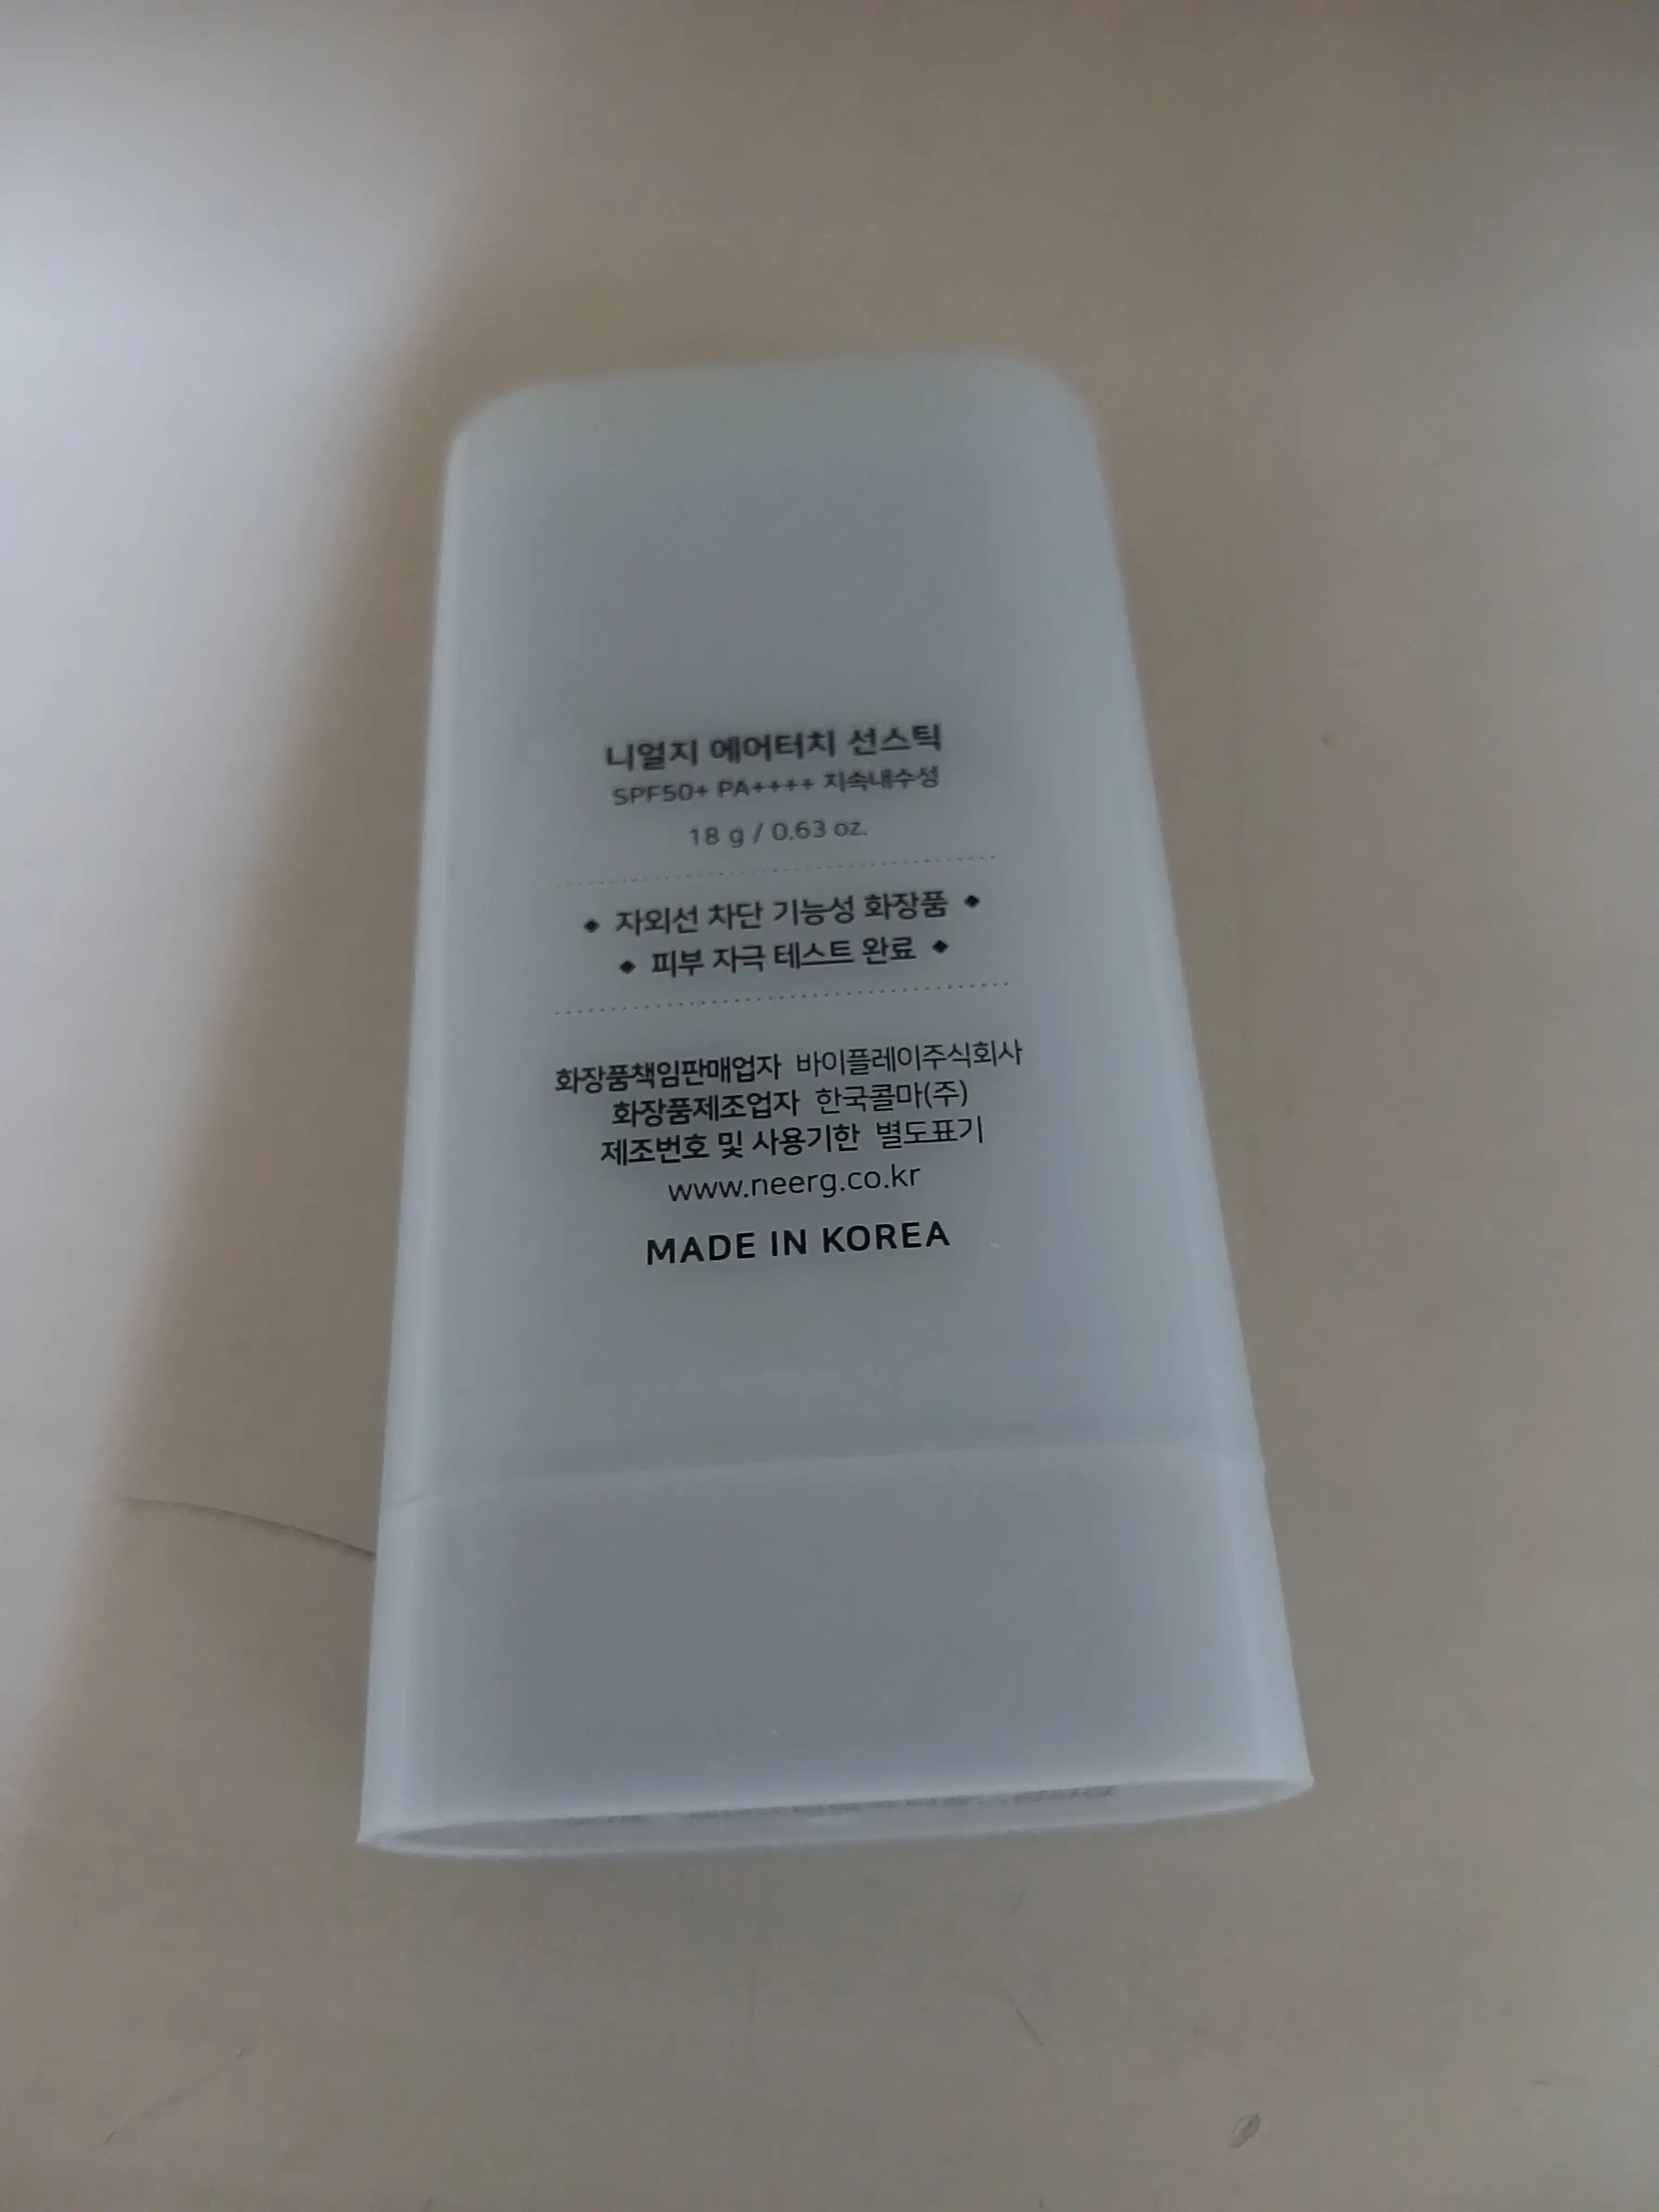 니얼지 에어터치 선스틱
SPF50+ PA++++ 지속내수성
18 g / 0.63 oz.
◆ 자외선 차단 기능성 화장품 ◆
◆ 피부 자극 테스트 완료 ◆
화장품책임판매업자 바이플레이주식회사
화장품제조업자 한국콜마(주)
제조번호 및 사용기한 별도표기
www.neerg.co.kr
MADE IN KOREA